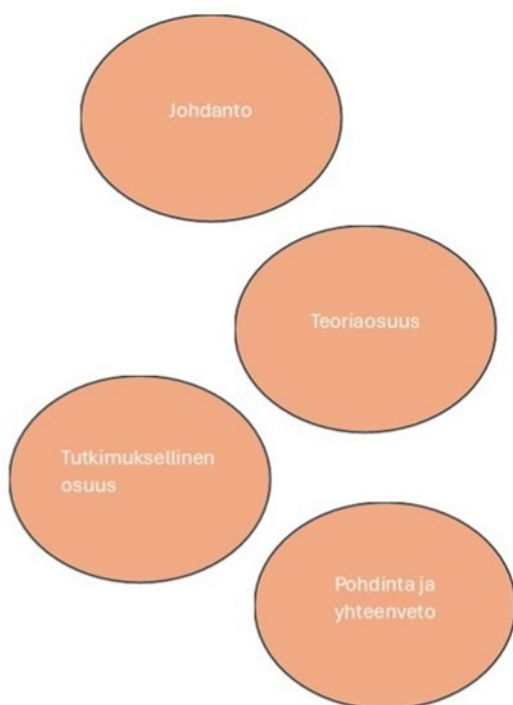 Johdanto
Teoriaosuus
Tutkimuksellinen
osuus
Pohdinta ja
yhteenveto